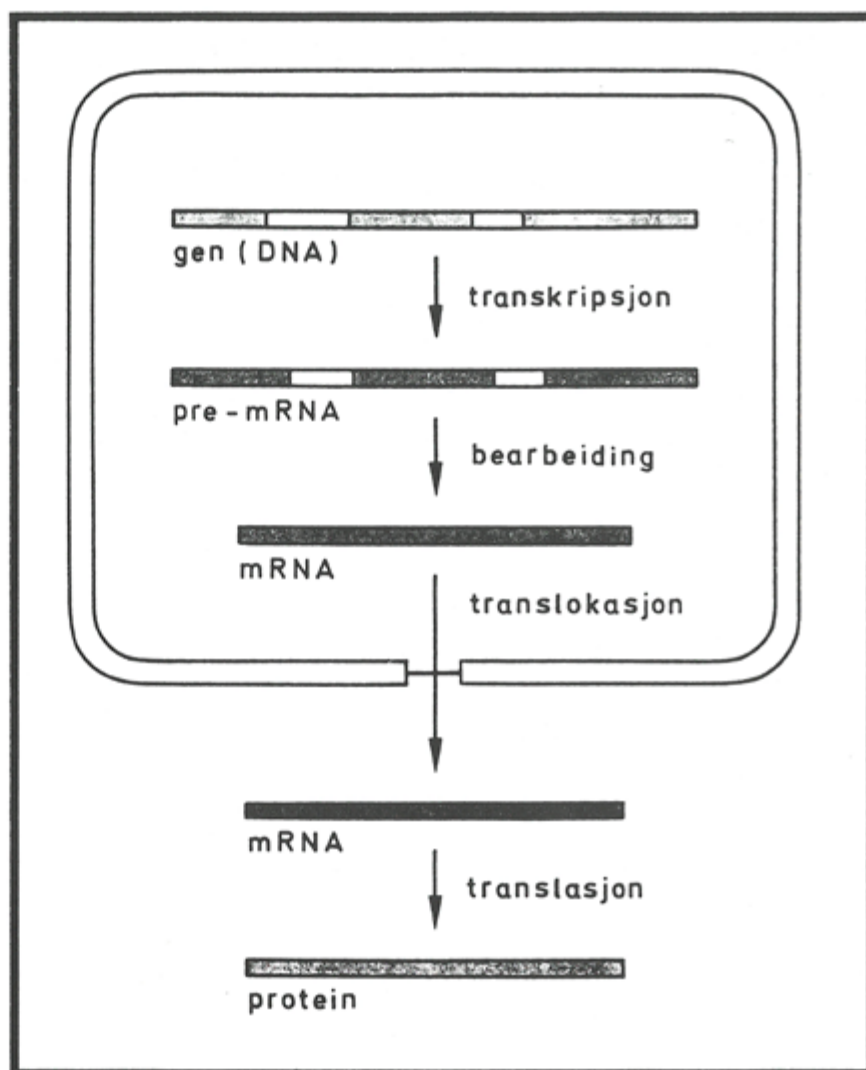 gen (DNA)
transkripsjon
pre-mRNA
bearbeiding
mRNA
translokasjon
mRNA
translasjon
protein